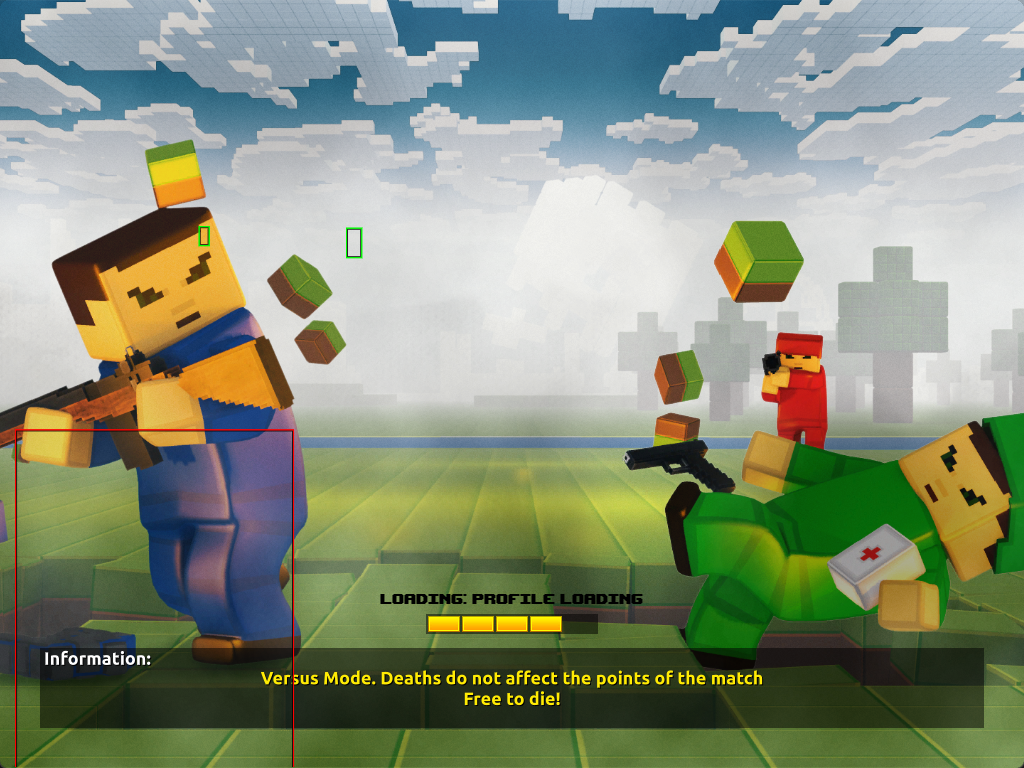 LOADING: PROFILE LOADING
Information:
Versus Mode. Deaths do not affect the points of the match
Free to die!